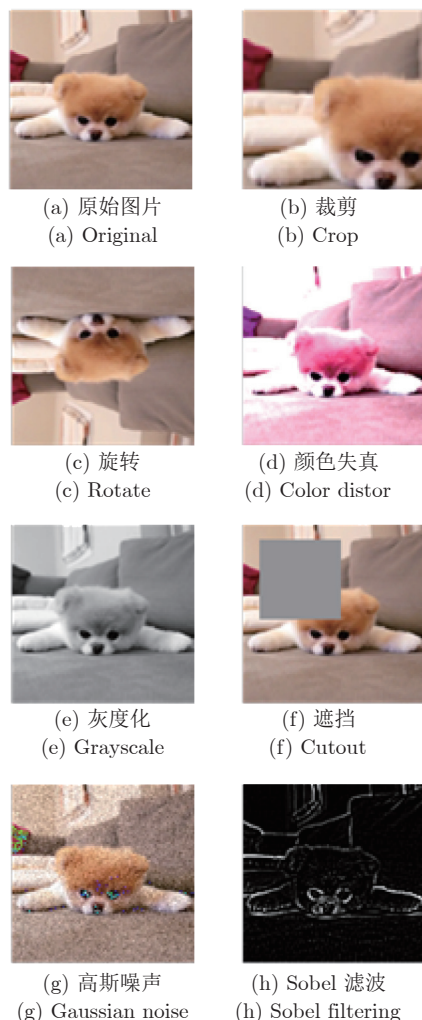 (a) 原始图片
(a) Original
(b) 裁剪
(b) Crop
(c) 旋转
(c) Rotate
(d) 颜色失真
(d) Color distor
(e) 灰度化
(e) Grayscale
(f) 遮挡
(f) Cutout
(g) 高斯噪声
(g) Gaussian noise
(h) Sobel 滤波
(h) Sobel filtering